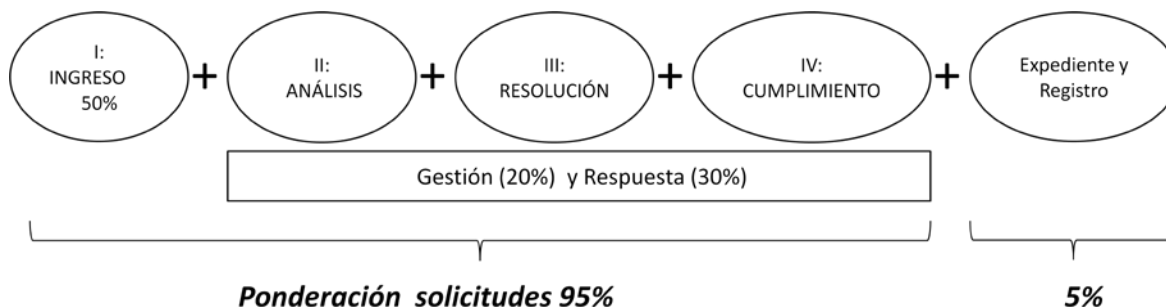 I:
INGRESO
50%
+
II:
ANÁLISIS
+
III:
RESOLUCIÓN
+
IV:
CUMPLIMIENTO
+
Expediente y
Registro
Gestión (20%) y Respuesta (30%)
Ponderación solicitudes 95%
5%